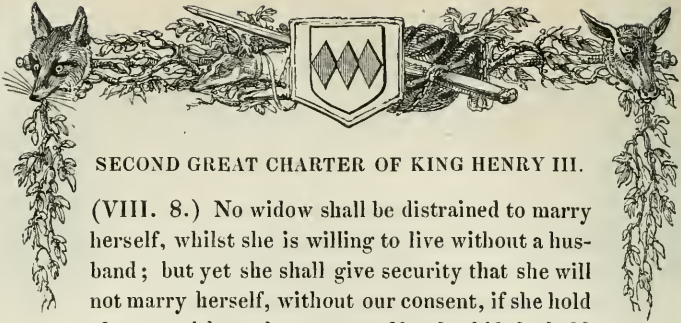 SECOND GREAT CHARTER OF KING HENRY III.
(VIII. 8.) No widow shall be distrained to marry
herself, whilst she is willing to live without a hus-
band; but yet she shall give security that she will
not marry herself, without our consent, if she hold